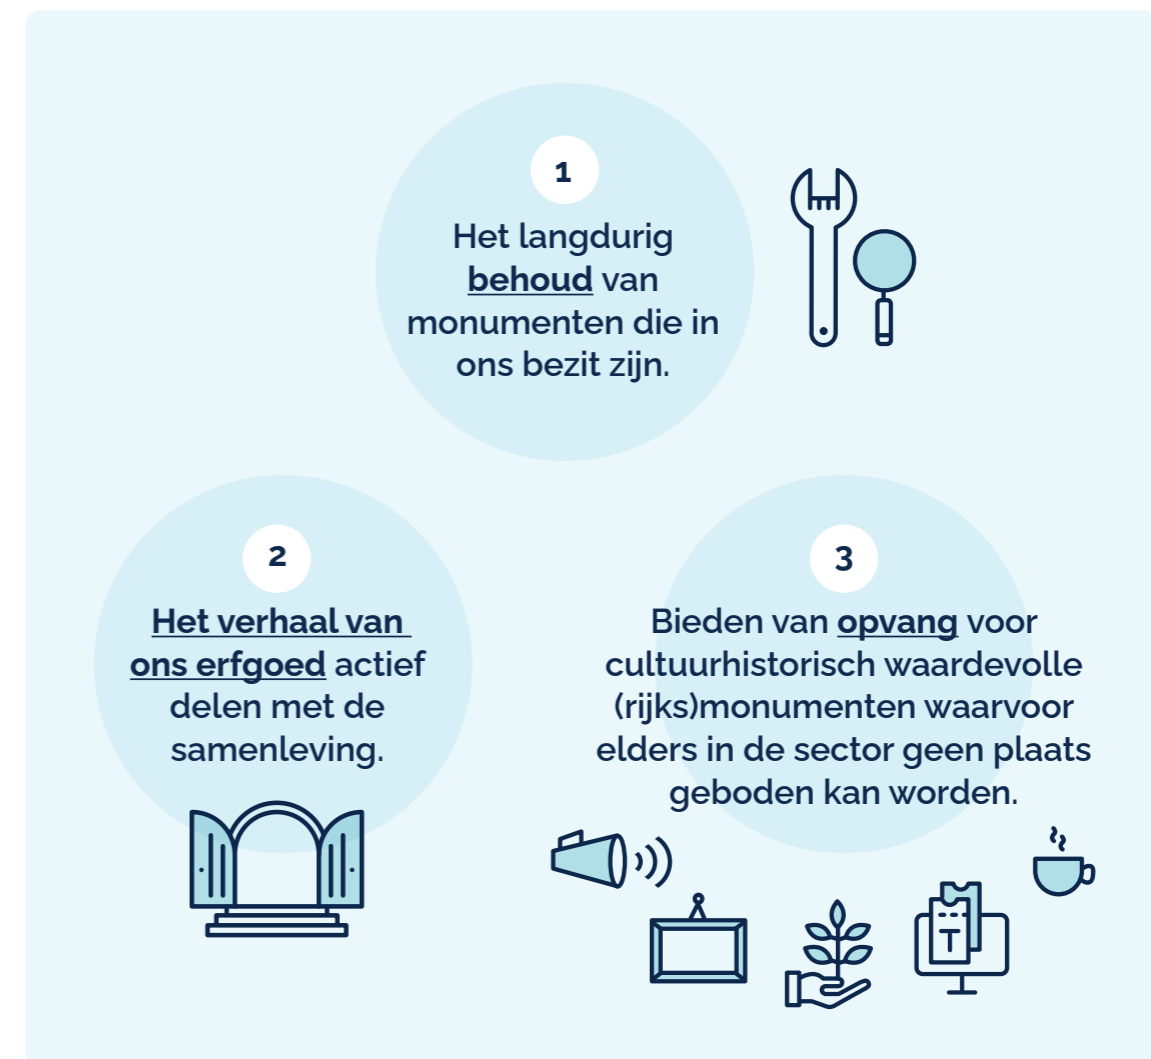 1
Het langdurig
behoud van
monumenten die in
ons bezit zijn.
2
Het verhaal van
ons erfgoed actief
delen met de
samenleving.
3
Bieden van opvang voor
cultuurhistorisch waardevolle
(rijks)monumenten waarvoor
elders in de sector geen plaats
geboden kan worden.
T